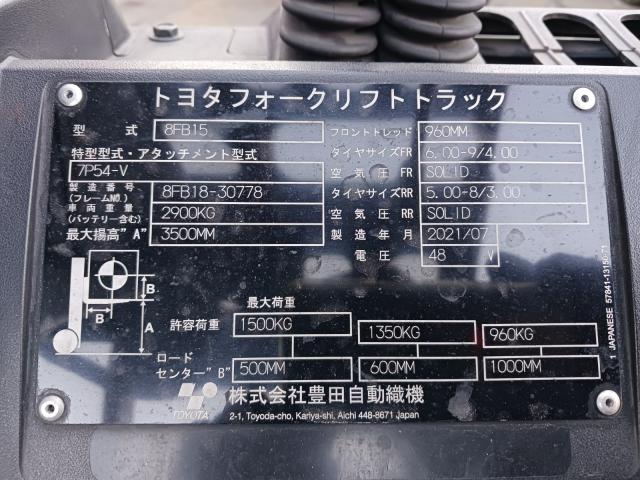 トヨタフォークリフトトラック
型 式 8FB15 フロントトレッド 960MM
特型型式・アタッチメント型式 タイヤサイズFR 6.00-9/4.00
7P54-V 空 気 圧 FR SOLID
製造番号 (フレームNO.) 8FB18-30778 タイヤサイズRR 5.00-8/3.00
車両重量 (バッテリー含む) 2900KG 空 気 圧 RR SOLID
最大揚高"A" 3500MM 製 造 年 月 2021/07
電 圧 48 V
B
B
A
最大荷重
許容荷重 1500KG 1350KG 960KG
ロード
センター"B" 500MM 600MM 1000MM
TOYOTA 株式会社豊田自動織機
2-1, Toyoda-cho, Kariya-shi, Aichi 448-8671 Japan
JAPANESE 57841-13150-71